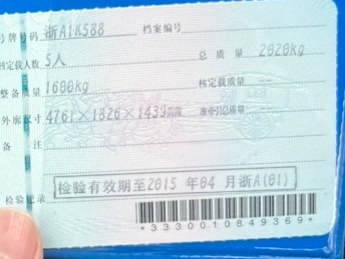 号牌号码 浙A1K588 档案编号
核定载人数 5人 总质量 2020kg
整备质量 1600kg 核定载质量 --
外廓尺寸 4761×1826×1439mm 准牵引总质量 --
备注
检验记录 检验有效期至2015年04月浙A(01)
*3330010849369*